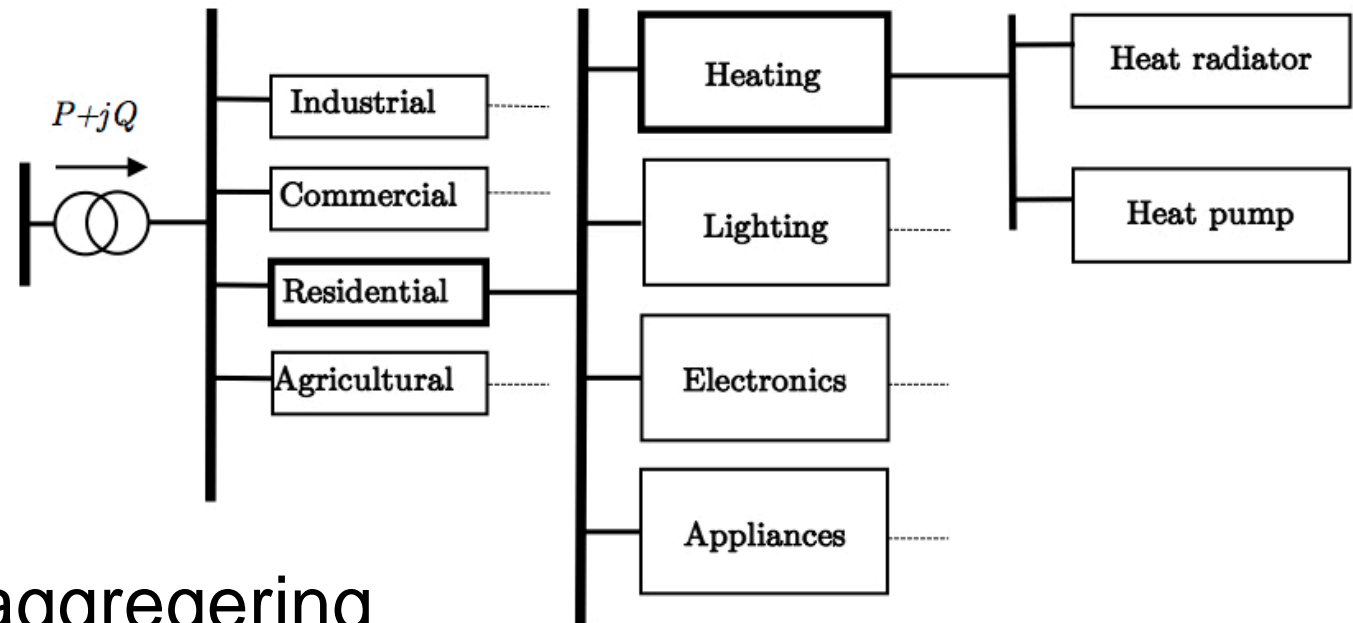 P+jQ
Industrial
Commercial
Residential
Agricultural
Heating
Lighting
Electronics
Appliances
Heat radiator
Heat pump
aggregering